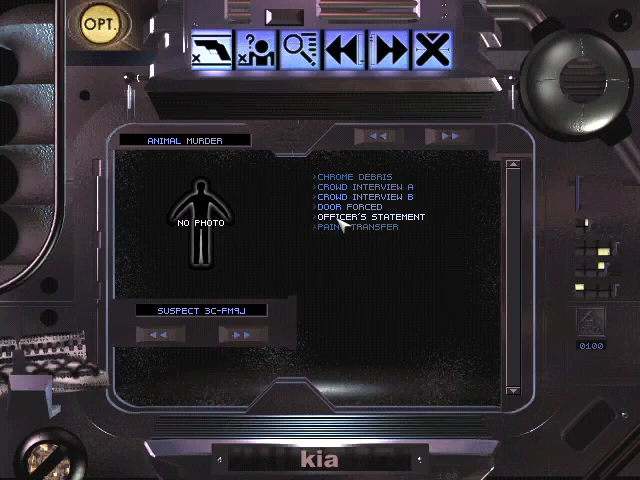 OPT.
x ? x
ANIMAL MURDER
NO PHOTO
›CHROME DEBRIS
›CROWD INTERVIEW A
›CROWD INTERVIEW B
›DOOR FORCED
›OFFICER'S STATEMENT
TRANSFER
SUSPECT 3C-FM9J
0100
kia